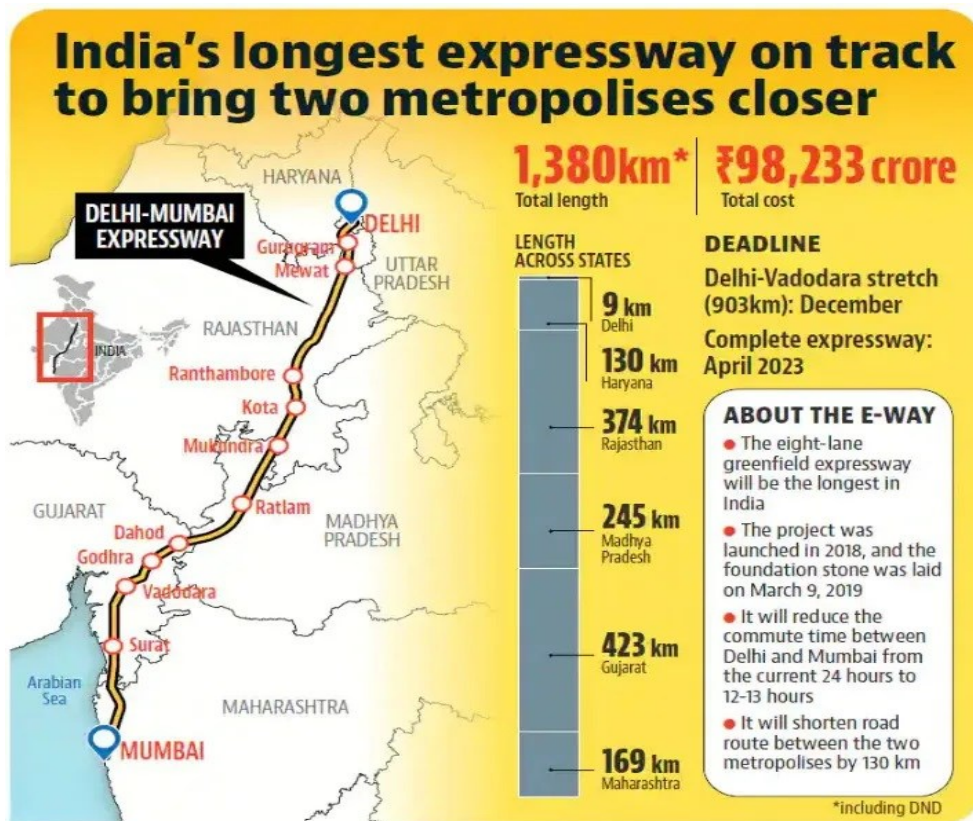 India's longest expressway on track
to bring two metropolises closer
1,380km*
Total length
₹98,233 crore
Total cost
DELHI-MUMBAI
EXPRESSWAY
HARYANA
DELHI
Gurugram
Mewat
UTTAR
PRADESH
RAJASTHAN
INDIA
Ranthambore
Kota
Mukundra
Ratlam
GUJARAT
MADHYA
PRADESH
Dahod
Godhra
Vadodara
Surat
Arabian
Sea
MAHARASHTRA
MUMBAI
LENGTH
ACROSS STATES
9 km
Delhi
130 km
Haryana
374 km
Rajasthan
245 km
Madhya
Pradesh
423 km
Gujarat
169 km
Maharashtra
DEADLINE
Delhi-Vadodara stretch
(903km): December
Complete expressway:
April 2023
ABOUT THE E-WAY
● The eight-lane
greenfield expressway
will be the longest in
India
● The project was
launched in 2018, and the
foundation stone was laid
on March 9, 2019
● It will reduce the
commute time between
Delhi and Mumbai from
the current 24 hours to
12-13 hours
● It will shorten road
route between the two
metropolises by 130 km
*including DND